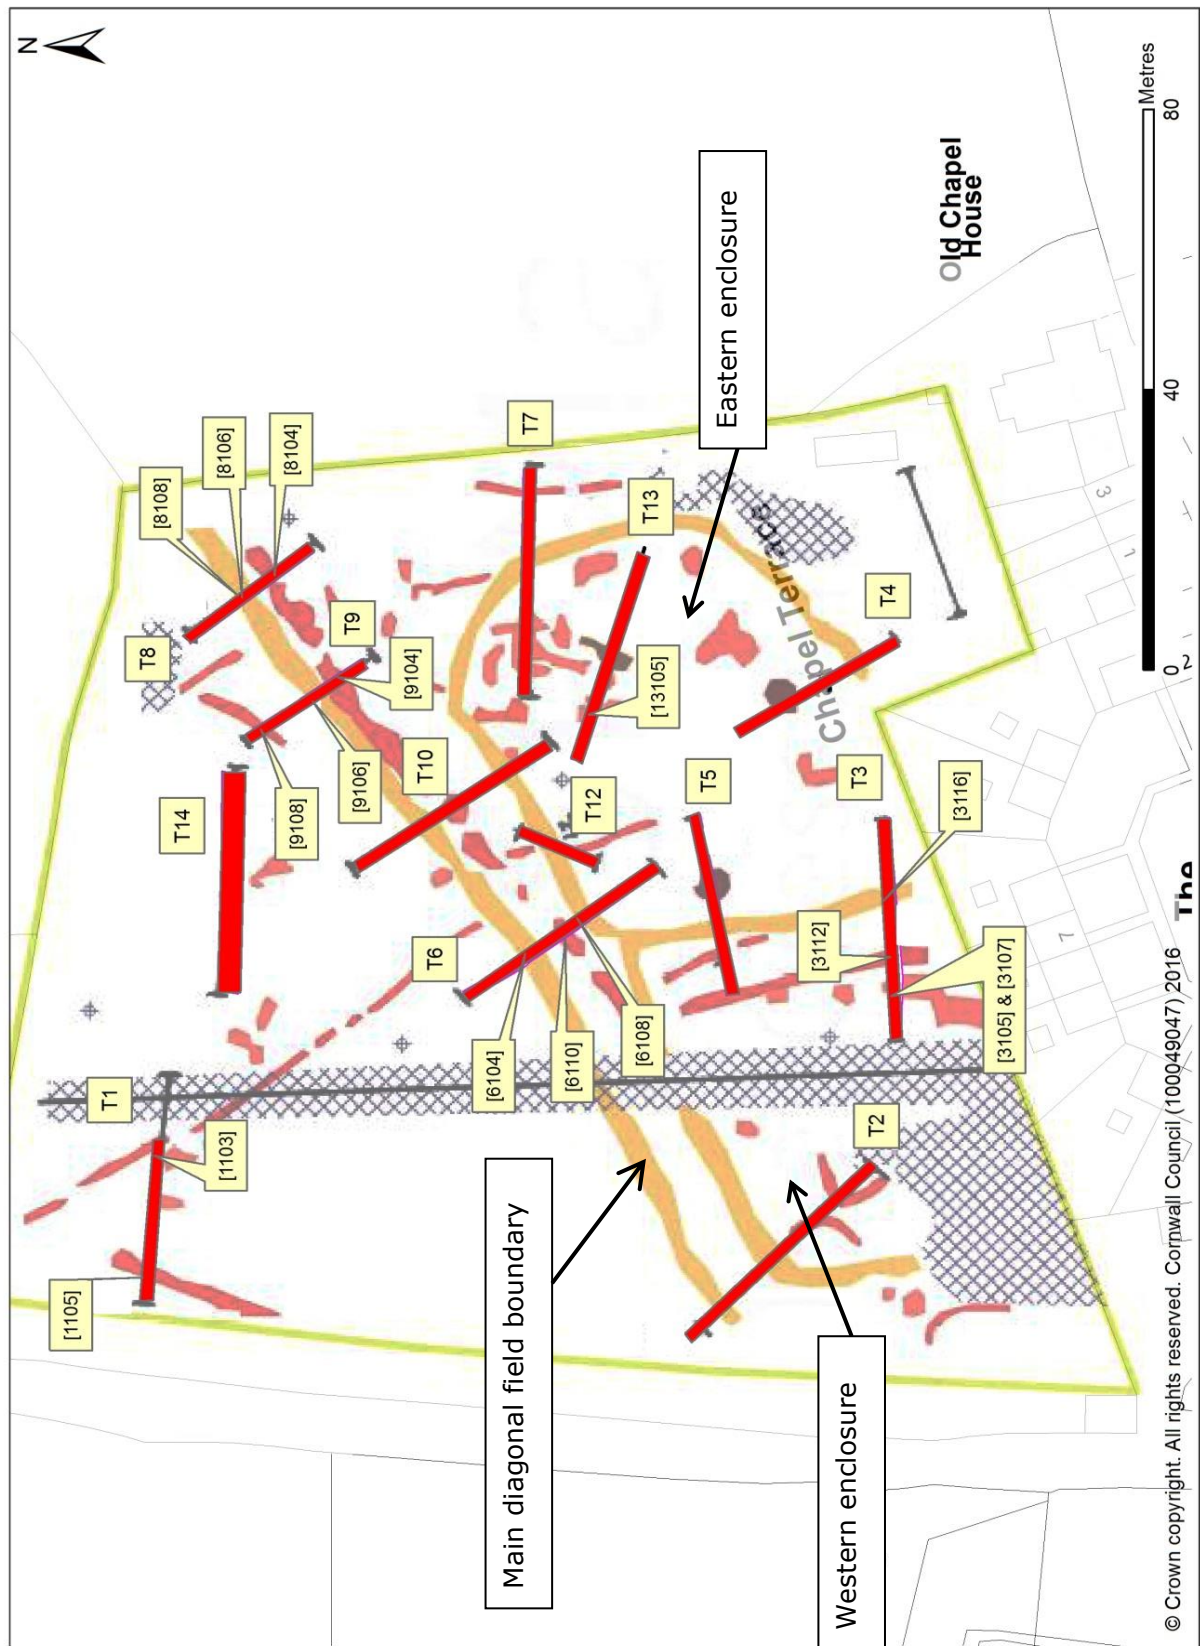 N
[8108]
[8106]
[8104]
T8
T9
T7
[9104]
T13
Eastern enclosure
Old Chapel
House
T14
[9108]
[9106]
T10
[13105]
Chapel Terrace
T4
T12
T5
T3
[3116]
T6
[3112]
[3105] & [3107]
[6104]
[6110]
[6108]
T1
[1103]
[1105]
T2
Main diagonal field boundary
Western enclosure
3
1
2
7
The
0
40
80
Metres
© Crown copyright. All rights reserved. Cornwall Council (100049047) 2016